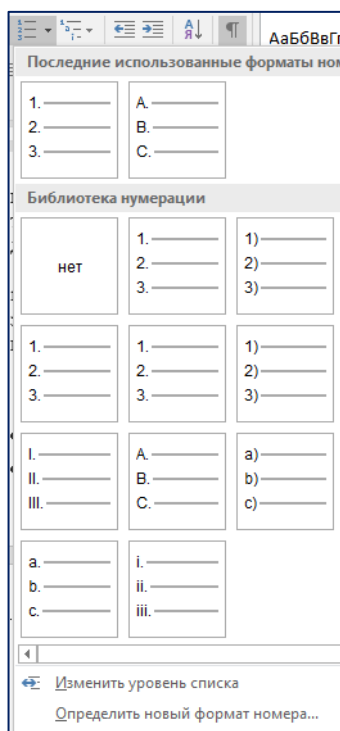 АаБбВвГг
Последние использованные форматы ном
1. A.
2. B.
3. C.
Библиотека нумерации
нет
1. 1)
2. 2)
3. 3)
1. 1. 1)
2. 2. 2)
3. 3. 3)
I. A. a)
II. B. b)
III. C. c)
a. i.
b. ii.
c. iii.
Изменить уровень списка
Определить новый формат номера...